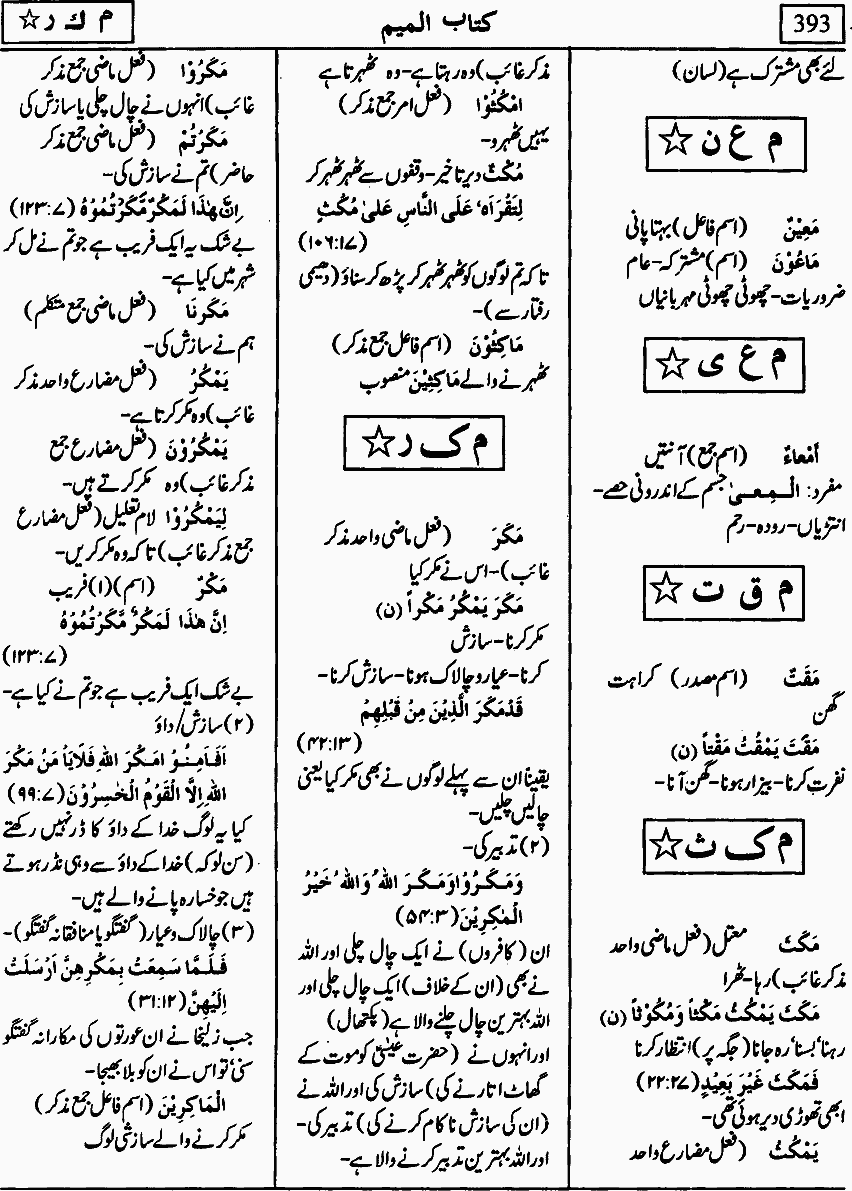 393
کتاب المیم
م ك ر ☆
لئے بھی مشترک ہے (لسان)
م ع ن ☆
مَعِیْنٌ (اسم فاعل) بہتا پانی
مَاعُوْنَ (اسم) مشترکہ-عام
ضروریات-چھوٹی چھوٹی مہربانیاں
م ع ی ☆
اَمْعَاءٌ (اسم جمع) آنتیں
مفرد: الْمِعیٰ جسم کے اندرونی حصے-
انتڑیاں-رودہ-رحم
م ق ت ☆
مَقْتٌ (اسم مصدر) کراہت
گھن
مَقَتَ یَمْقُتُ مَقْتاً (ن)
نفرت کرنا-بیزار ہونا-گھن آنا-
م ک ث ☆
مَکَثَ معتل (فعل ماضی واحد
مذکر غائب) رہا-ٹھرا
مَکَثَ یَمْکُثُ مَکْثاً وَمُکُوْثاً (ن)
رہنا، بسنا، رہ جانا (جگہ پر) انتظار کرنا
فَمَکَثَ غَیْرَ بَعِیْدٍ (۲۲:۲۷)
ابھی تھوڑی دیر ہوئی تھی-
یَمْکُثُ (فعل مضارع واحد
مذکر غائب) وہ رہتا ہے-وہ ٹھہرتا ہے
امْکُثُوْا (فعل امر جمع مذکر)
یہیں ٹھہرو-
مُکْثٌ دیر تاخیر-وقفوں سے ٹھہر ٹھہر کر
لِتَقْرَاَہٗ عَلَی النَّاسِ عَلیٰ مُکْثٍ
(۱۰۶:۱۷)
تاکہ تم لوگوں کو ٹھہر ٹھہر کر پڑھ کر سناؤ (دھیمی
رفتار سے)-
مَاکِثُوْنَ (اسم فاعل جمع مذکر)
ٹھہرنے والے مَاکِثِیْنَ منصوب
م ک ر ☆
مَکَرَ (فعل ماضی واحد مذکر
غائب)-اس نے مکر کیا
مَکَرَ یَمْکُرُ مَکْراً (ن)
مکر کرنا-سازش
کرنا-عیار و چالاک ہونا-سازش کرنا-
قَدْمَکَرَ الَّذِیْنَ مِنْ قَبْلِهِمْ
(۴۲:۱۳)
یقیناً ان سے پہلے لوگوں نے بھی مکر کیا یعنی
چالیں چلیں-
(۲) تدبیر کی-
وَمَکَرُوْا وَمَکَرَ اللهُ وَاللهُ خَیْرُ
الْمٰکِرِیْنَ (۵۴:۳)
ان (کافروں) نے ایک چال چلی اور اللہ
نے بھی (ان کے خلاف) ایک چال چلی اور
اللہ بہترین چال چلنے والا ہے (پکتھال)
اور انہوں نے (حضرت عیسیٰؑ کو موت کے
گھاٹ اتارنے کی) سازش کی اور اللہ نے
(ان کی سازش ناکام کرنے کی) تدبیر کی-
اور اللہ بہترین تدبیر کرنے والا ہے-
مَکَرُوْا (فعل ماضی جمع مذکر
غائب) انہوں نے چال چلی یا سازش کی
مَکَرْتُمْ (فعل ماضی جمع مذکر
حاضر) تم نے سازش کی-
اِنَّ هٰذَا لَمَکْرٌ مَّکَرْتُمُوْهُ (۱۲۳:۷)
بے شک یہ ایک فریب ہے جو تم نے مل کر
شہر میں کیا ہے-
مَکَرْنَا (فعل ماضی جمع متکلم)
ہم نے سازش کی-
یَمْکُرُ (فعل مضارع واحد مذکر
غائب) وہ مکر کرتا ہے-
یَمْکُرُوْنَ (فعل مضارع جمع
مذکر غائب) وہ مکر کرتے ہیں-
لِیَمْکُرُوْا لام تعلیل (فعل مضارع
جمع مذکر غائب) تاکہ وہ مکر کریں-
مَکْرٌ (اسم) (۱) فریب
اِنَّ هٰذَا لَمَکْرٌ مَّکَرْتُمُوْهُ
(۱۲۳:۷)
بے شک ایک فریب ہے جو تم نے کیا ہے-
(۲) سازش/داؤ
اَفَاَمِنُوْا مَکْرَ اللهِ فَلَایَاْ مَنُ مَکْرَ
اللهِ اِلَّا الْقَوْمُ الْخٰسِرُوْنَ (۹۹:۷)
کیا یہ لوگ خدا کے داؤ کا ڈر نہیں رکھتے
(سن لو کہ) خدا کے داؤ سے وہی نڈر ہوتے
ہیں جو خسارہ پانے والے ہیں-
(۳) چالاک و عیار (گفتگو یا منافقانہ گفتگو)-
فَلَمَّا سَمِعَتْ بِمَکْرِهِنَّ اَرْسَلَتْ
اِلَیْهِنَّ (۳۱:۱۲)
جب زلیخا نے ان عورتوں کی مکارانہ گفتگو
سنی، تو اس نے ان کو بلا بھیجا-
الْمَاکِرِیْنَ (اسم فاعل جمع مذکر)
مکر کرنے والے سازشی لوگ